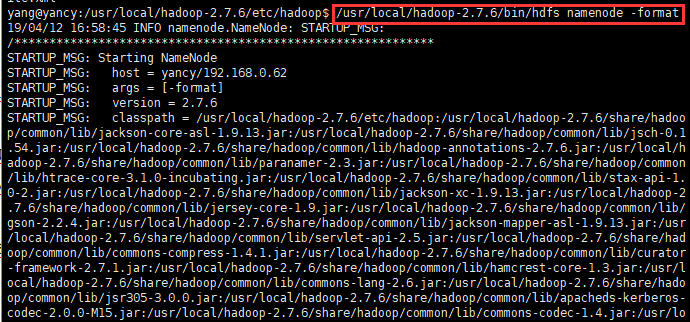 yang@yancy:/usr/local/hadoop-2.7.6/etc/hadoop$ /usr/local/hadoop-2.7.6/bin/hdfs namenode -format
19/04/12 16:58:45 INFO namenode.NameNode: STARTUP_MSG:
/************************************************************
STARTUP_MSG: Starting NameNode
STARTUP_MSG:   host = yancy/192.168.0.62
STARTUP_MSG:   args = [-format]
STARTUP_MSG:   version = 2.7.6
STARTUP_MSG:   classpath = /usr/local/hadoop-2.7.6/etc/hadoop:/usr/local/hadoop-2.7.6/share/hadoo
p/common/lib/jackson-core-asl-1.9.13.jar:/usr/local/hadoop-2.7.6/share/hadoop/common/lib/jsch-0.1
.54.jar:/usr/local/hadoop-2.7.6/share/hadoop/common/lib/hadoop-annotations-2.7.6.jar:/usr/local/h
adoop-2.7.6/share/hadoop/common/lib/paranamer-2.3.jar:/usr/local/hadoop-2.7.6/share/hadoop/common
/lib/htrace-core-3.1.0-incubating.jar:/usr/local/hadoop-2.7.6/share/hadoop/common/lib/stax-api-1.
0-2.jar:/usr/local/hadoop-2.7.6/share/hadoop/common/lib/jackson-xc-1.9.13.jar:/usr/local/hadoop-2
.7.6/share/hadoop/common/lib/jersey-core-1.9.jar:/usr/local/hadoop-2.7.6/share/hadoop/common/lib/
gson-2.2.4.jar:/usr/local/hadoop-2.7.6/share/hadoop/common/lib/jackson-mapper-asl-1.9.13.jar:/usr
/local/hadoop-2.7.6/share/hadoop/common/lib/servlet-api-2.5.jar:/usr/local/hadoop-2.7.6/share/had
oop/common/lib/commons-compress-1.4.1.jar:/usr/local/hadoop-2.7.6/share/hadoop/common/lib/curator
-framework-2.7.1.jar:/usr/local/hadoop-2.7.6/share/hadoop/common/lib/hamcrest-core-1.3.jar:/usr/l
ocal/hadoop-2.7.6/share/hadoop/common/lib/commons-lang-2.6.jar:/usr/local/hadoop-2.7.6/share/hado
op/common/lib/jsr305-3.0.0.jar:/usr/local/hadoop-2.7.6/share/hadoop/common/lib/apacheds-kerberos-
codec-2.0.0-M15.jar:/usr/local/hadoop-2.7.6/share/hadoop/common/lib/commons-codec-1.4.jar:/usr/lo